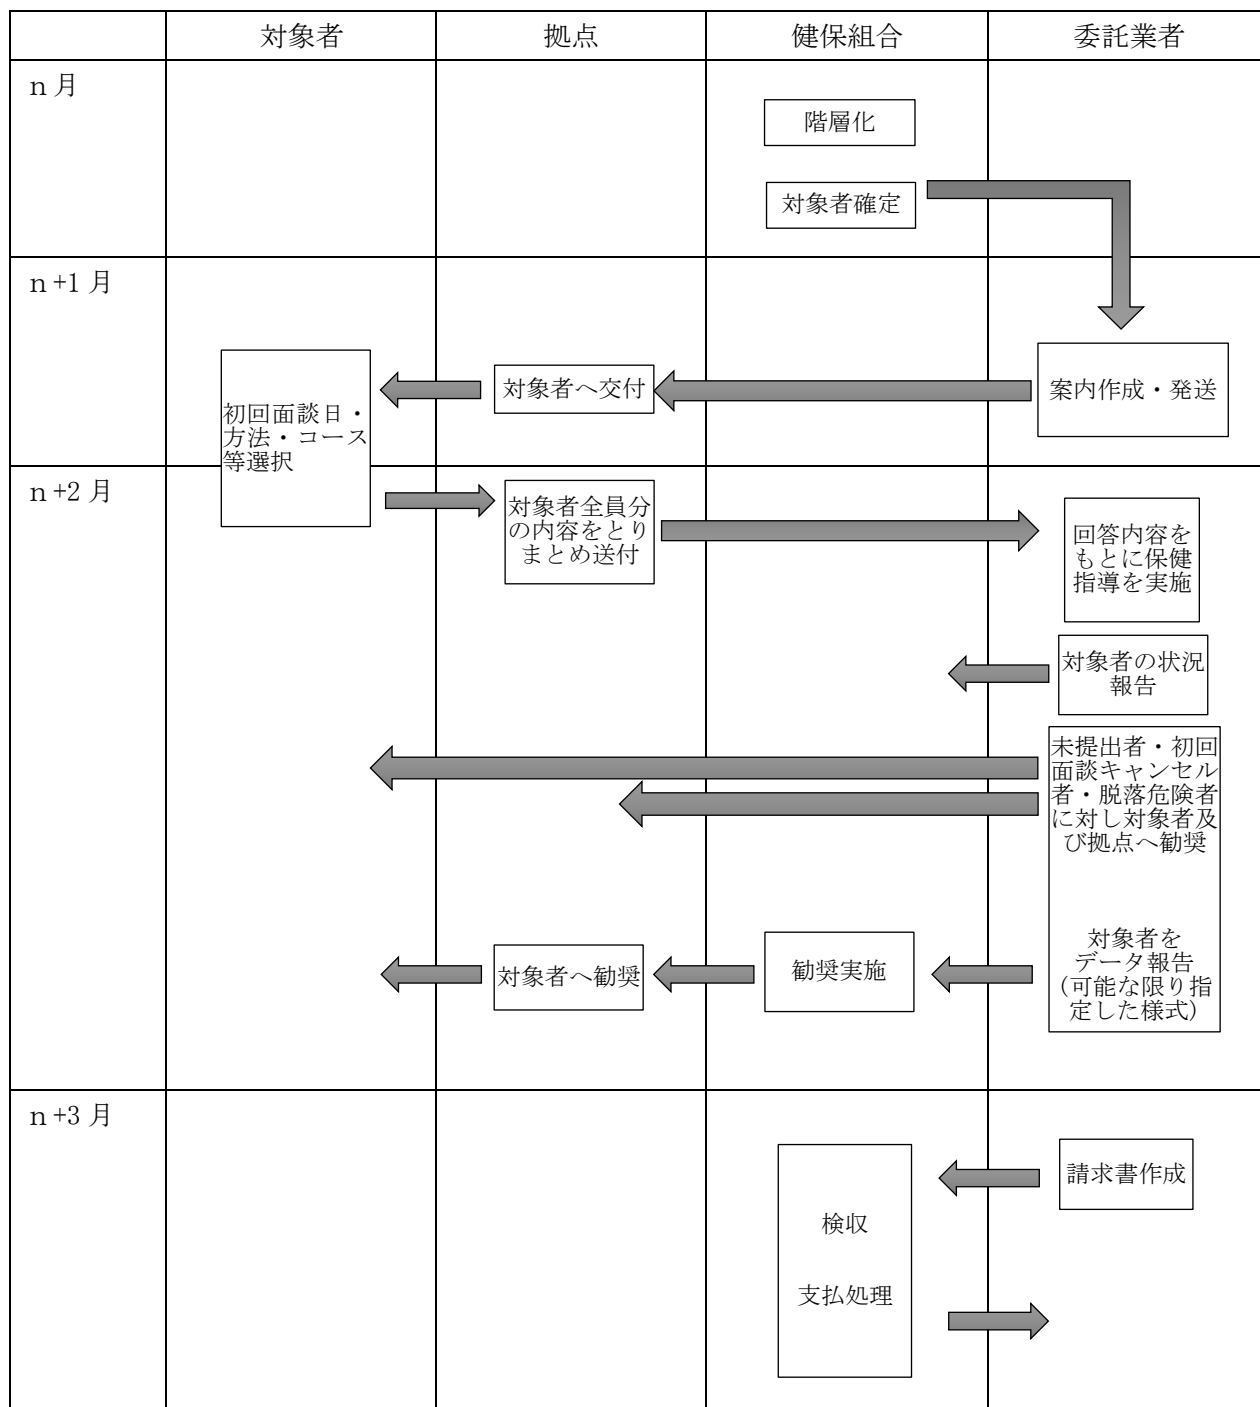 対象者
拠点
健保組合
委託業者
n月
階層化
対象者確定
n+1月
初回面談日・
方法・コース
等選択
対象者へ交付
案内作成・発送
n+2月
対象者全員分
の内容をとり
まとめ送付
回答内容を
もとに保健
指導を実施
対象者の状況
報告
未提出者・初回
面談キャンセル
者・脱落危険者
に対し対象者及
び拠点へ勧奨
対象者へ勧奨
勧奨実施
対象者を
データ報告
(可能な限り指
定した様式)
n+3月
請求書作成
検収
支払処理